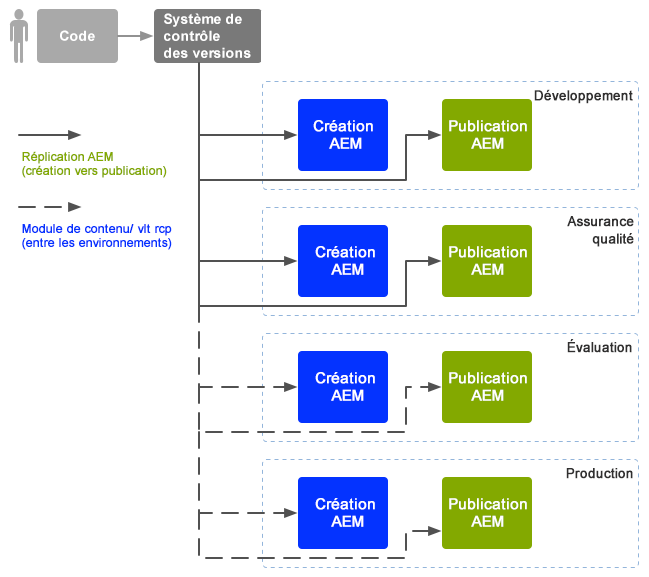 Code
Système de
contrôle
des versions
Développement
Création
AEM
Publication
AEM
Réplication AEM
(création vers publication)
Module de contenu/ vlt rcp
(entre les environnements)
Assurance
qualité
Création
AEM
Publication
AEM
Évaluation
Création
AEM
Publication
AEM
Production
Création
AEM
Publication
AEM